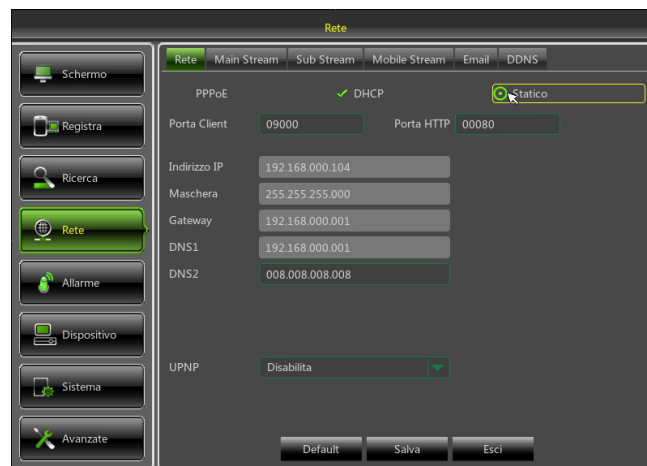 Rete
Schermo
Registra
Ricerca
Rete
Allarme
Dispositivo
Sistema
Avanzate
Rete Main Stream Sub Stream Mobile Stream Email DDNS
PPPoE DHCP Statico
Porta Client 09000 Porta HTTP 00080
Indirizzo IP 192.168.000.104
Maschera 255.255.255.000
Gateway 192.168.000.001
DNS1 192.168.000.001
DNS2 008.008.008.008
UPNP Disabilita
Default Salva Esci